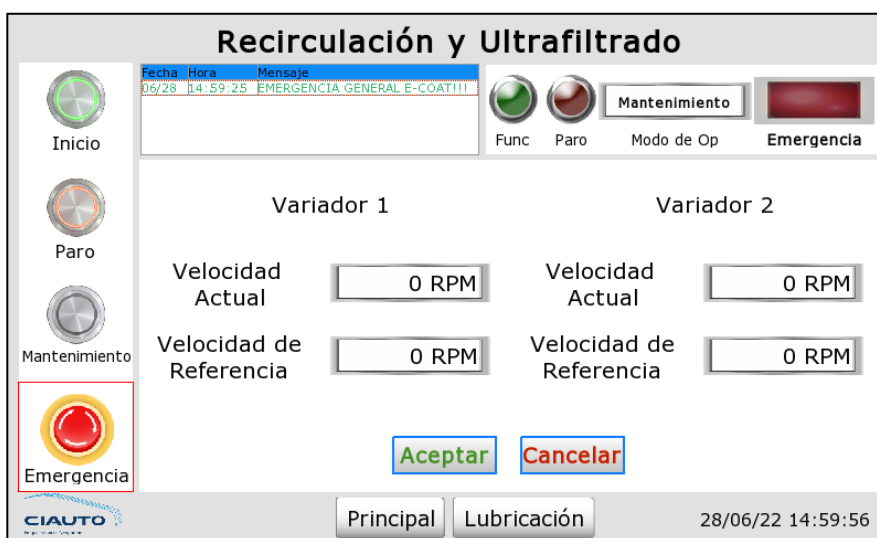 Recirculación y Ultrafiltrado
Fecha Hora Mensaje
06/28 14:59:25 EMERGENCIA GENERAL E-COAT!!!
Inicio
Func
Paro
Mantenimiento
Modo de Op
Emergencia
Paro
Mantenimiento
Emergencia
Variador 1
Variador 2
Velocidad
Actual
0 RPM
Velocidad
Actual
0 RPM
Velocidad de
Referencia
0 RPM
Velocidad de
Referencia
0 RPM
Aceptar
Cancelar
CIAUTO
Principal
Lubricación
28/06/22 14:59:56